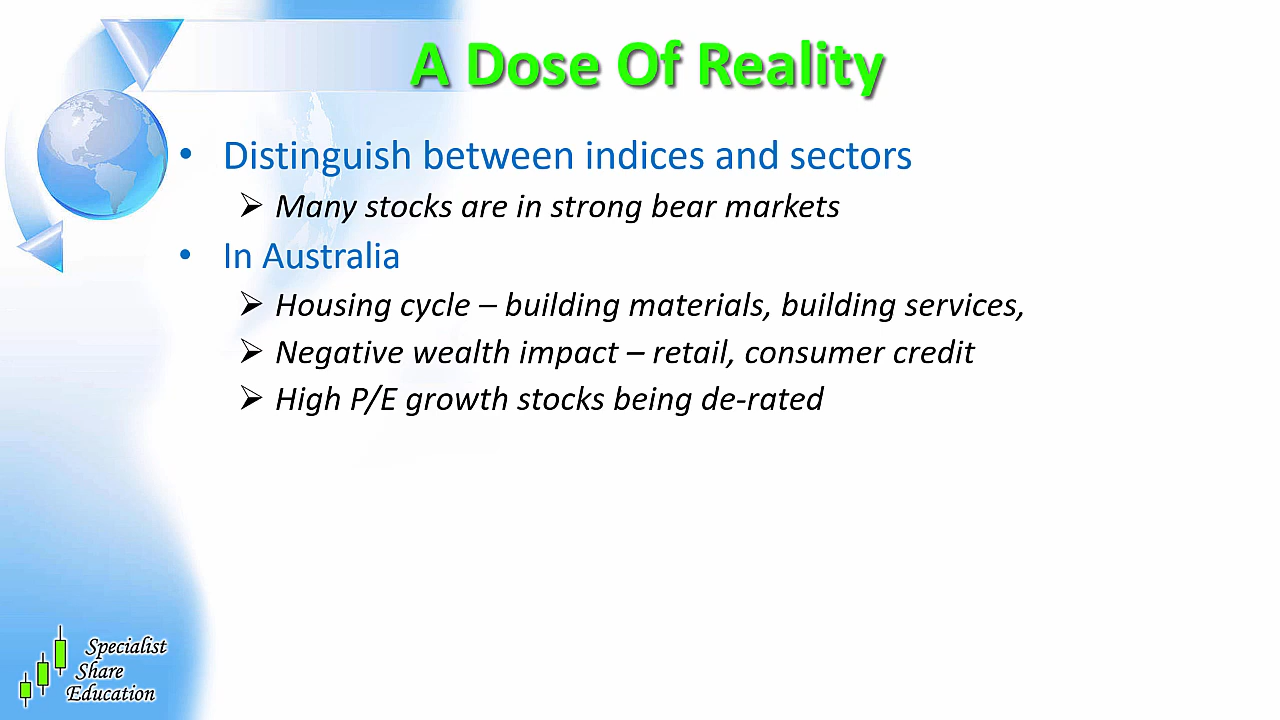 A Dose Of Reality
• Distinguish between indices and sectors
➢ Many stocks are in strong bear markets
• In Australia
➢ Housing cycle – building materials, building services,
➢ Negative wealth impact – retail, consumer credit
➢ High P/E growth stocks being de-rated
Specialist
Share
Education